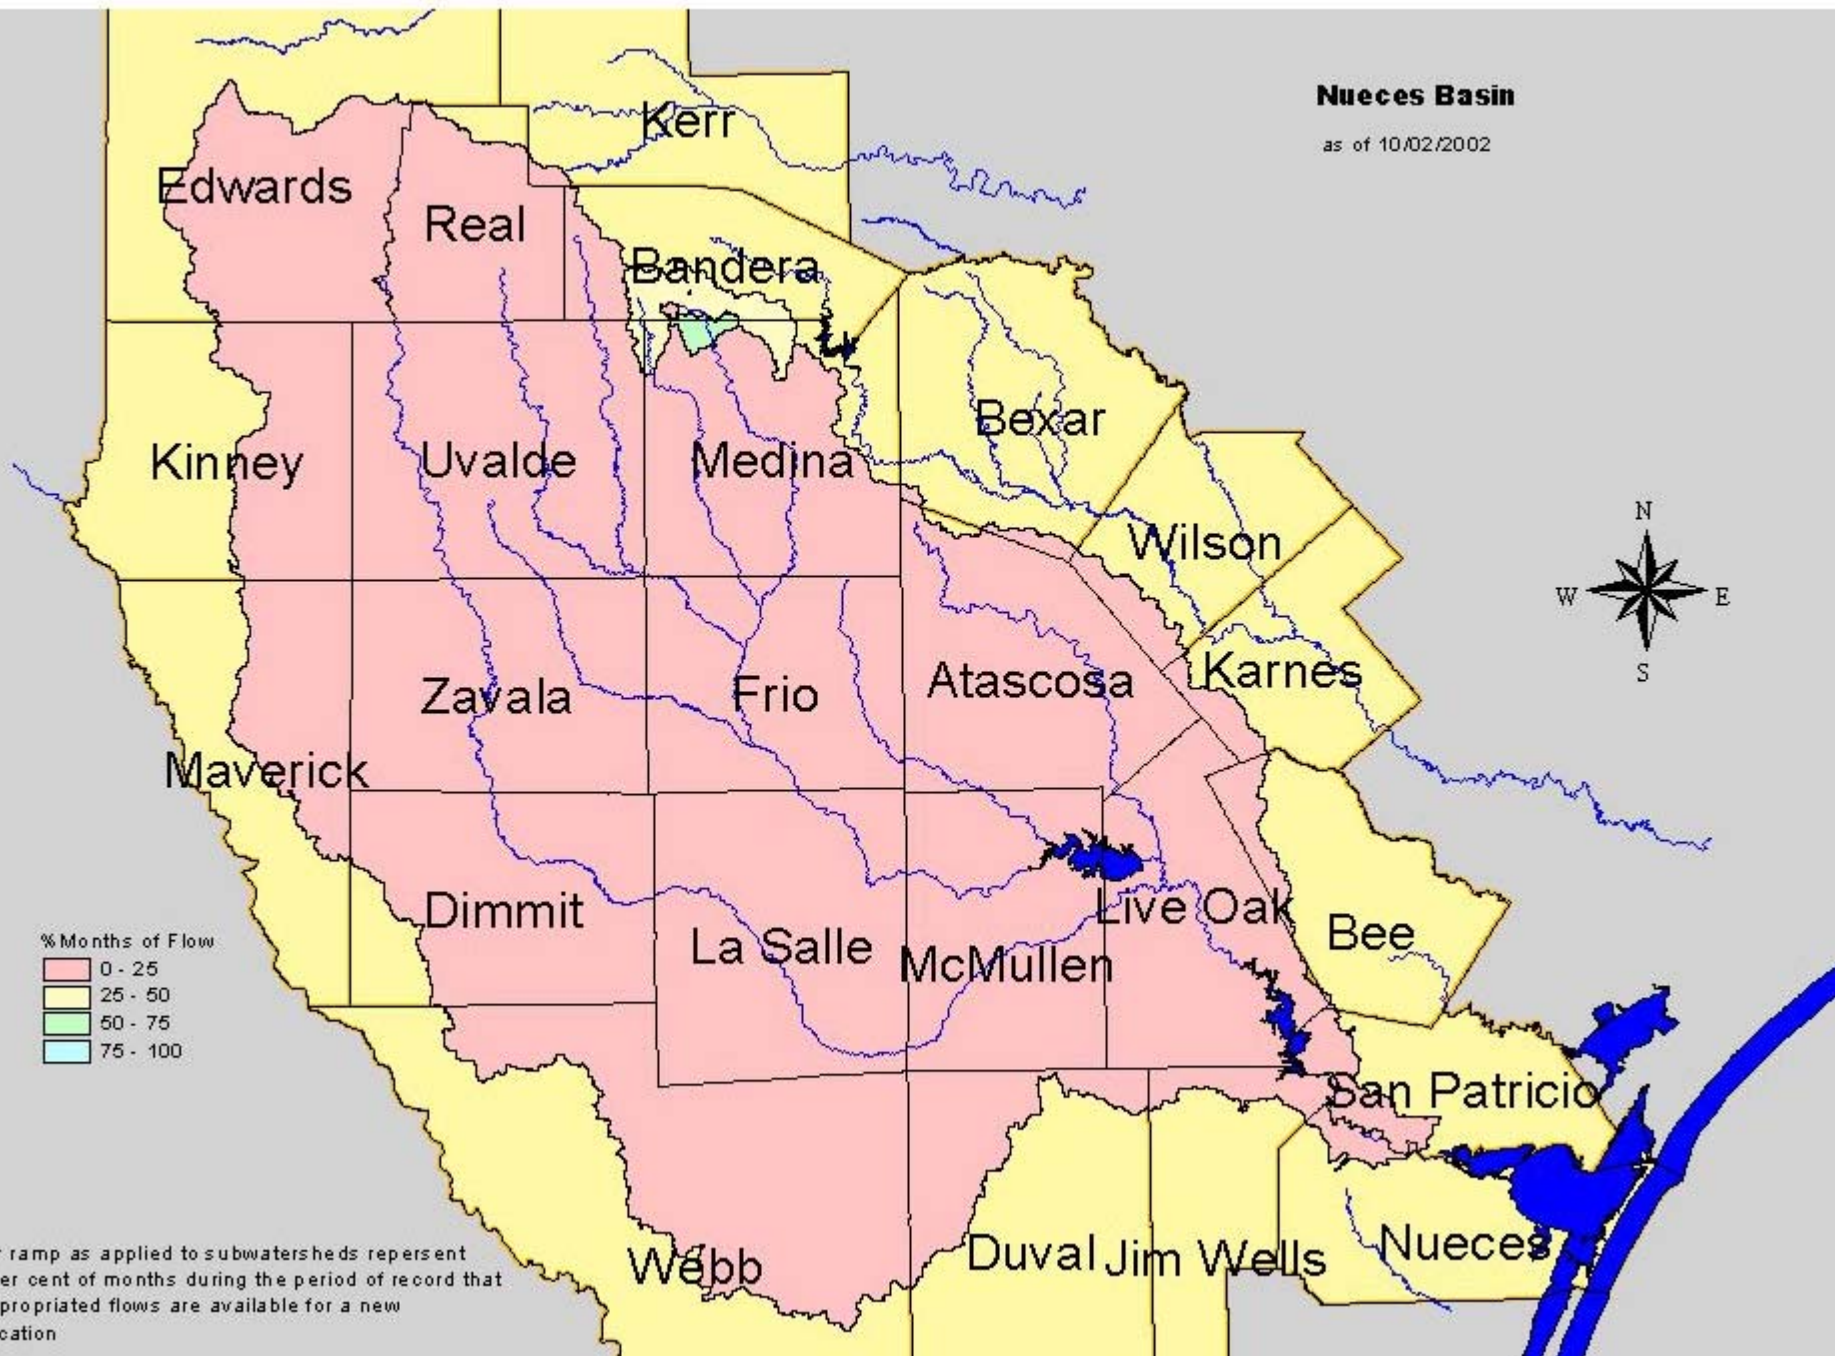 Nueces Basin
as of 10/02/2002
Kerr
Edwards
Real
Bandera
Bexar
Kinney
Uvalde
Medina
Wilson
N
W
E
S
Zavala
Frio
Atascosa
Karnes
Maverick
Dimmit
La Salle
McMullen
Live Oak
Bee
%Months of Flow
0 - 25
25 - 50
50 - 75
75 - 100
San Patricio
Webb
Duval
Jim Wells
Nueces
ramp as applied to subwatersheds repersent
er cent of months during the period of record that
propriated flows are available for a new
cation